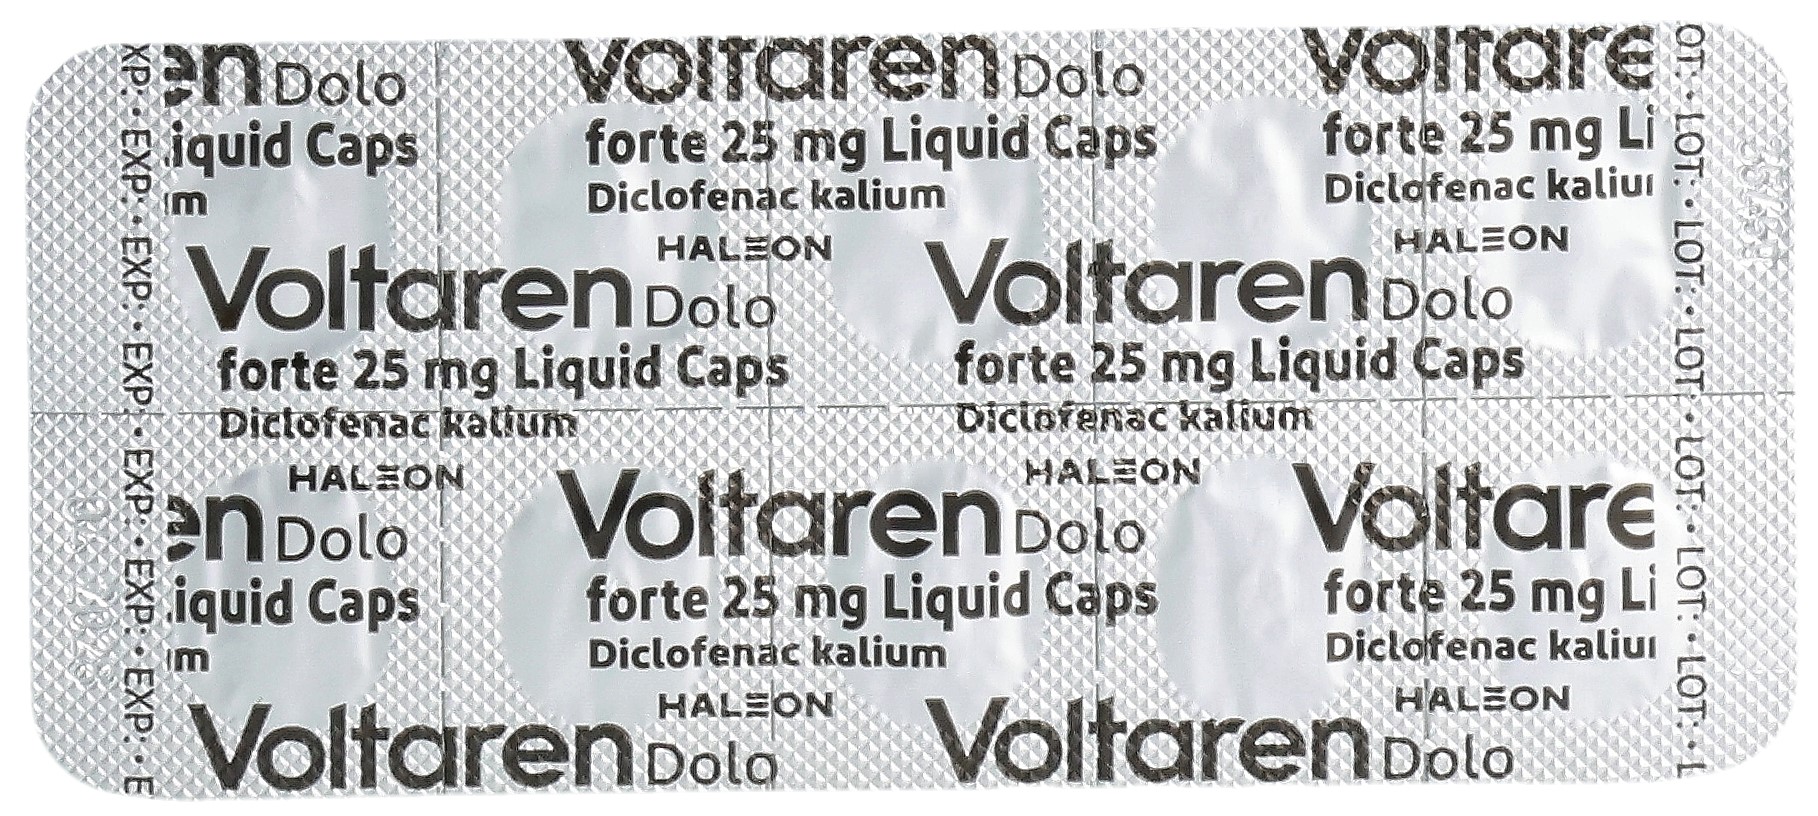 en Dolo Voltaren Dolo Voltare
iquid Caps forte 25 mg Liquid Caps forte 25 mg Li
m Diclofenac kalium Diclofenac kaliu
HALEON HALEON
Voltaren Dolo Voltaren Dolo
forte 25 mg Liquid Caps forte 25 mg Liquid Caps
Diclofenac kalium Diclofenac kalium
HALEON HALEON
en Dolo Voltaren Dolo Voltare
iquid Caps forte 25 mg Liquid Caps forte 25 mg Li
m Diclofenac kalium Diclofenac kaliu
HALEON HALEON
Voltaren Dolo Voltaren Dolo
XP: • EXP: • EXP: • EXP: • EXP: • EXP: • EXP: • E
OT: • LOT: • LOT: • LOT: • LOT: • LOT: • LOT: • L